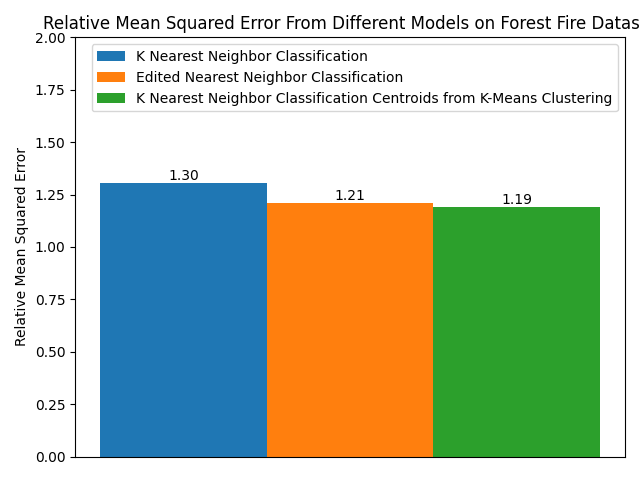 Relative Mean Squared Error From Different Models on Forest Fire Datas
2.00
1.75
1.50
1.25
1.00
0.75
0.50
0.25
0.00
Relative Mean Squared Error
K Nearest Neighbor Classification
Edited Nearest Neighbor Classification
K Nearest Neighbor Classification Centroids from K-Means Clustering
1.30
1.21
1.19